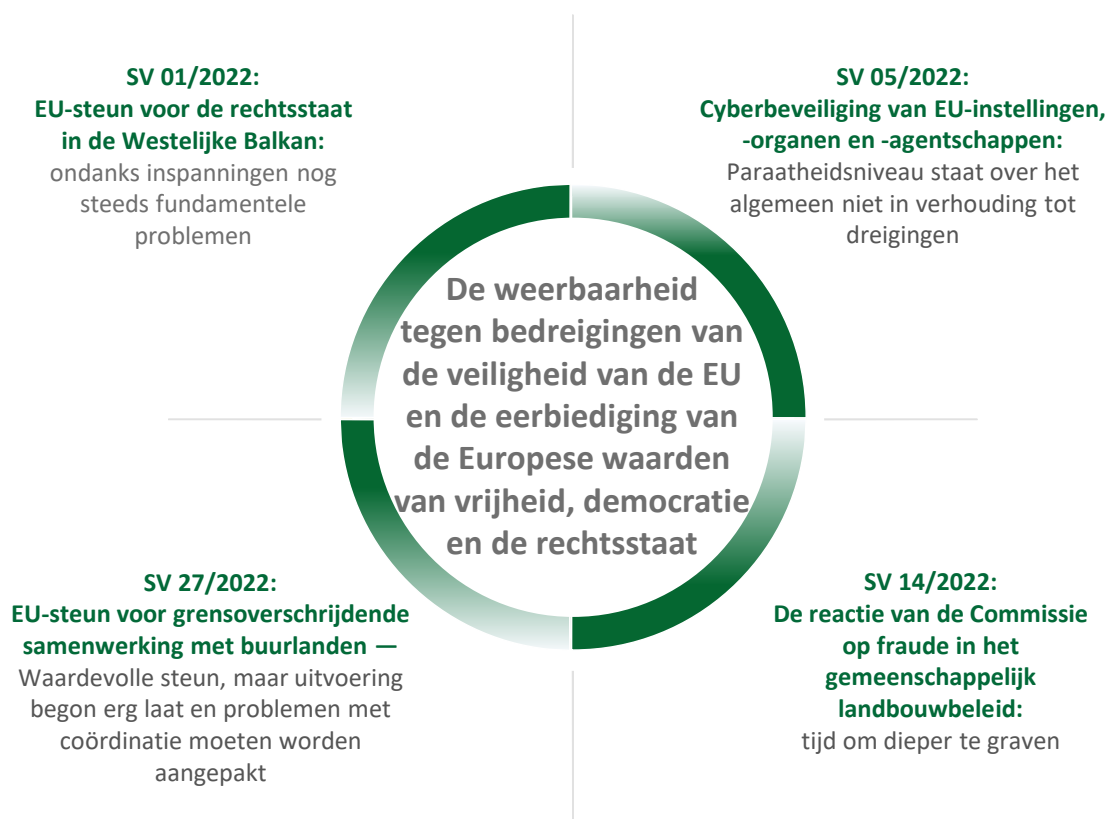 SV 01/2022:
EU-steun voor de rechtsstaat
in de Westelijke Balkan:
ondanks inspanningen nog
steeds fundamentele
problemen
SV 05/2022:
Cyberbeveiliging van EU-instellingen,
-organen en -agentschappen:
Paraatheidsniveau staat over het
algemeen niet in verhouding tot
dreigingen
De weerbaarheid
tegen bedreigingen van
de veiligheid van de EU
en de eerbiediging van
de Europese waarden
van vrijheid, democratie
en de rechtsstaat
SV 27/2022:
EU-steun voor grensoverschrijdende
samenwerking met buurlanden —
Waardevolle steun, maar uitvoering
begon erg laat en problemen met
coördinatie moeten worden
aangepakt
SV 14/2022:
De reactie van de Commissie
op fraude in het
gemeenschappelijk
landbouwbeleid:
tijd om dieper te graven